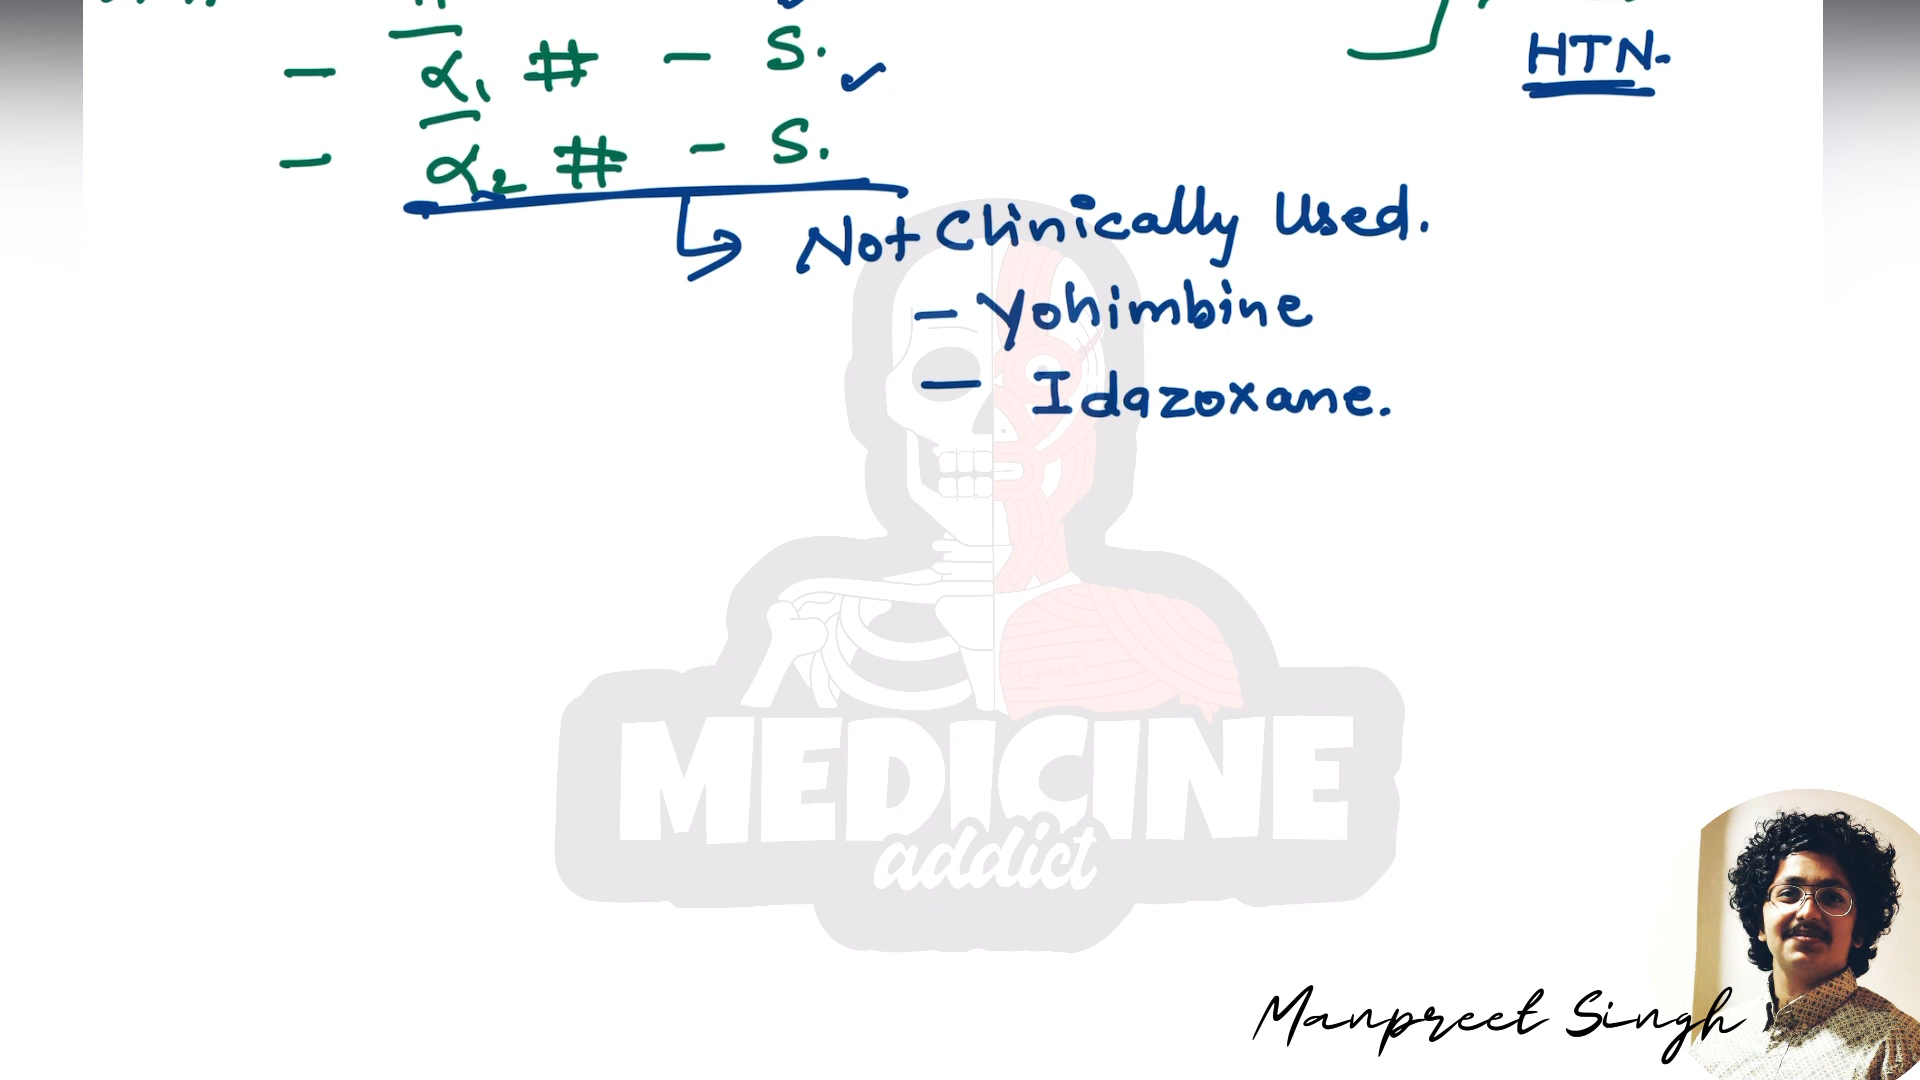 HTN.
- α₁ # - S. ✓
- α₂ # - S.
Not Clinically Used.
- Yohimbine
- Idazoxane.
MEDICINE
addict
Manpreet Singh